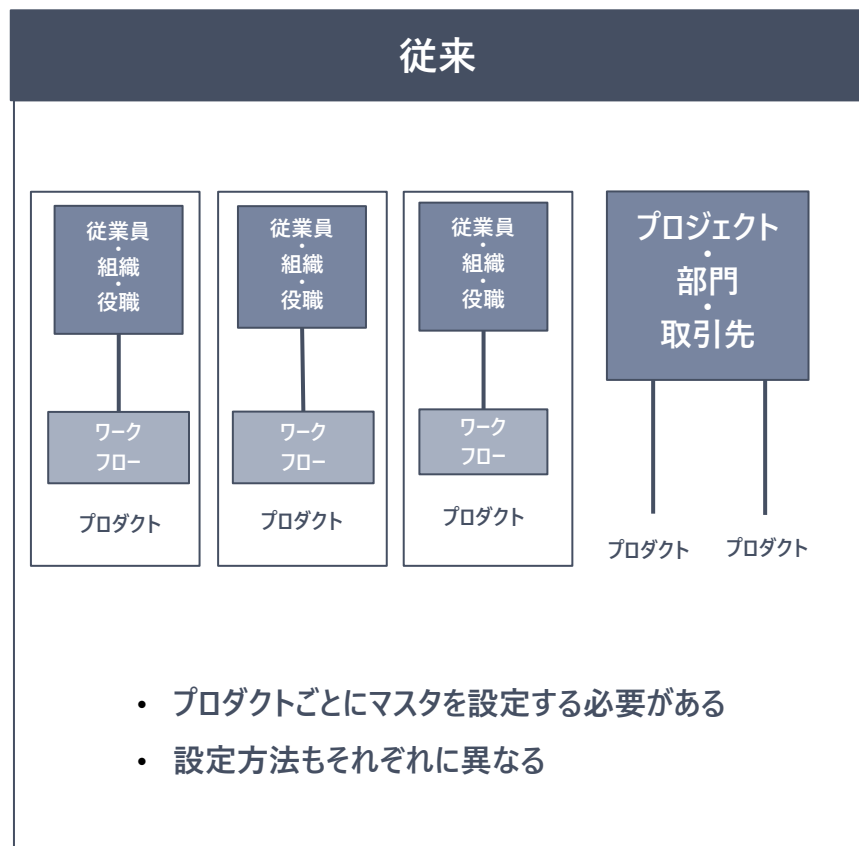 従来
従業員
・
組織
・
役職
ワーク
フロー
プロダクト
従業員
・
組織
・
役職
ワーク
フロー
プロダクト
従業員
・
組織
・
役職
ワーク
フロー
プロダクト
プロジェクト
・
部門
・
取引先
プロダクト
プロダクト
• プロダクトごとにマスタを設定する必要がある
• 設定方法もそれぞれに異なる